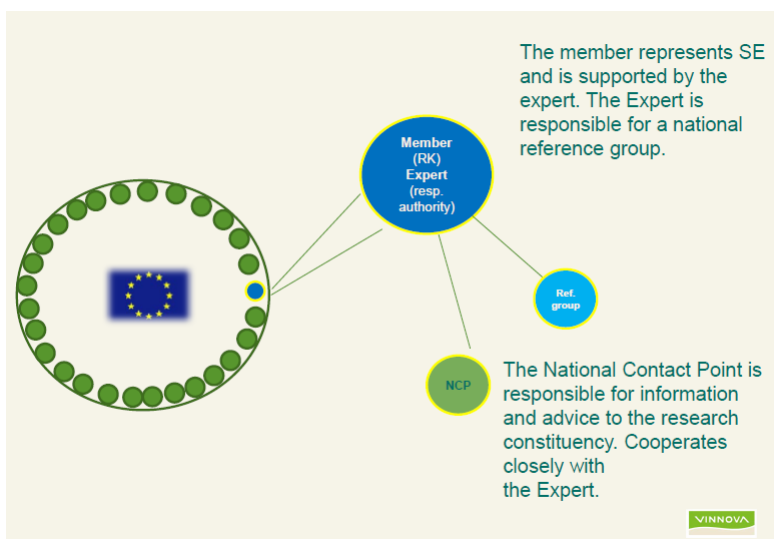 The member represents SE
and is supported by the
expert. The Expert is
responsible for a national
reference group.
Member
(RK)
Expert
(resp.
authority)
Ref.
group
NCP
The National Contact Point is
responsible for information
and advice to the research
constituency. Cooperates
closely with
the Expert.
VINNOVA